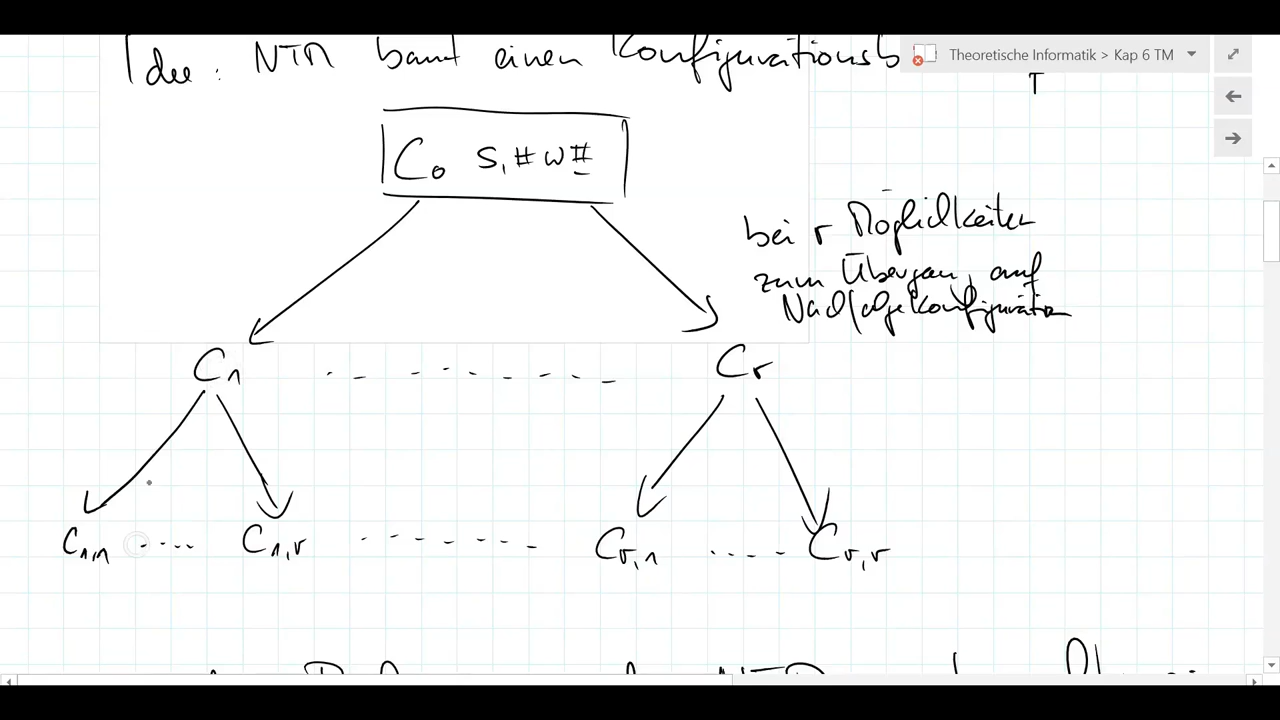 Idee: NTM baut einen Konfigurationsb
Theoretische Informatik > Kap 6 TM
C₀ s, #w#
bei r Möglichkeiten
zum Übergang auf
Nachfolgekonfiguration
C₁ . . . . . . . Cᵣ
C₁,₁ . . . . C₁,ᵣ . . . . . . . Cᵣ,₁ . . . . Cᵣ,ᵣ